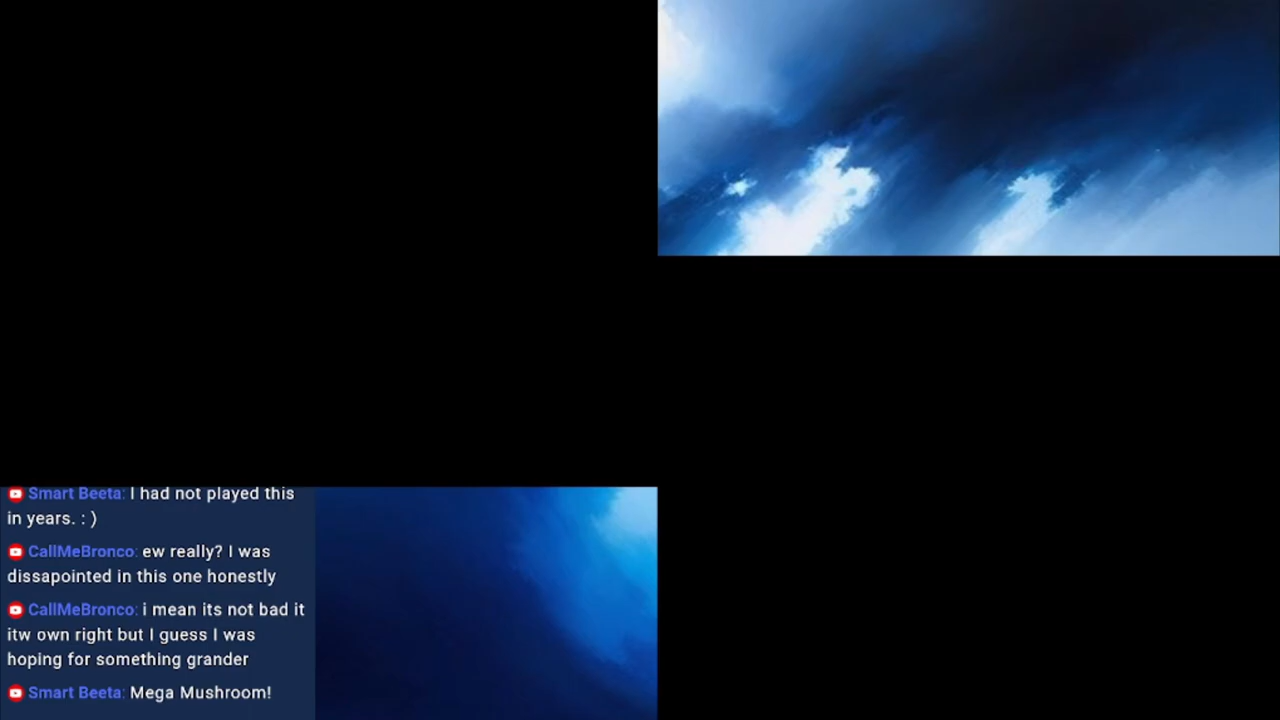 Smart Beeta: I had not played this
in years. : )
CallMeBronco: ew really? I was
dissapointed in this one honestly
CallMeBronco: i mean its not bad it
itw own right but I guess I was
hoping for something grander
Smart Beeta: Mega Mushroom!